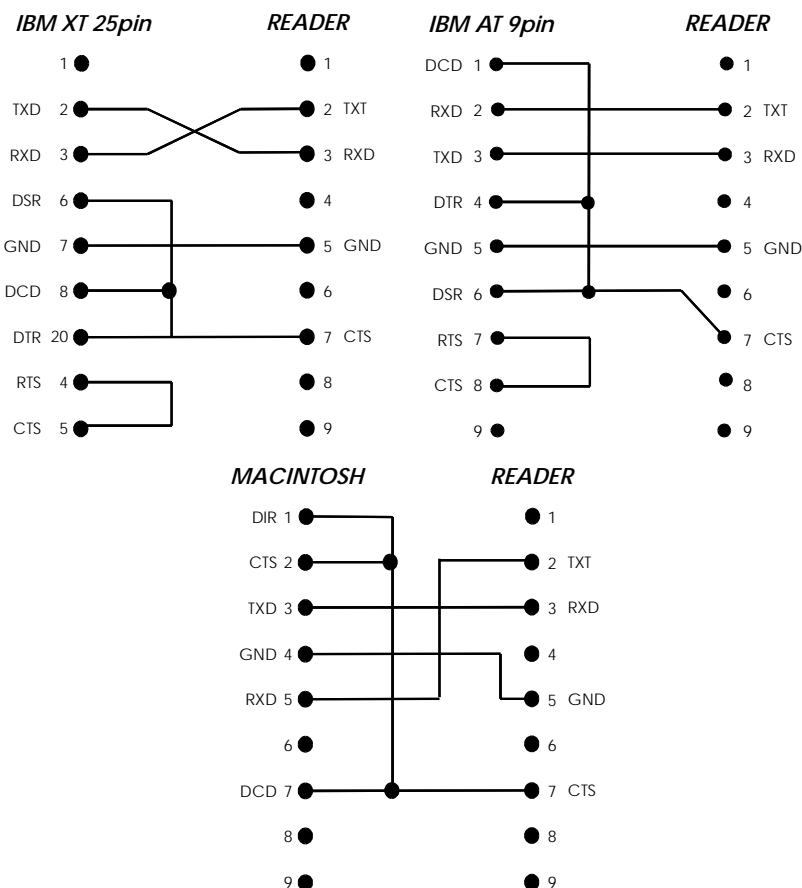 IBM XT 25pin READER
1 1
TXD 2 2 TXT
RXD 3 3 RXD
DSR 6 4
GND 7 5 GND
DCD 8 6
DTR 20 7 CTS
RTS 4 8
CTS 5 9
IBM AT 9pin READER
DCD 1 1
RXD 2 2 TXT
TXD 3 3 RXD
DTR 4 4
GND 5 5 GND
DSR 6 6
RTS 7 7 CTS
CTS 8 8
9 9
MACINTOSH READER
DIR 1 1
CTS 2 2 TXT
TXD 3 3 RXD
GND 4 4
RXD 5 5 GND
6 6
DCD 7 7 CTS
8 8
9 9